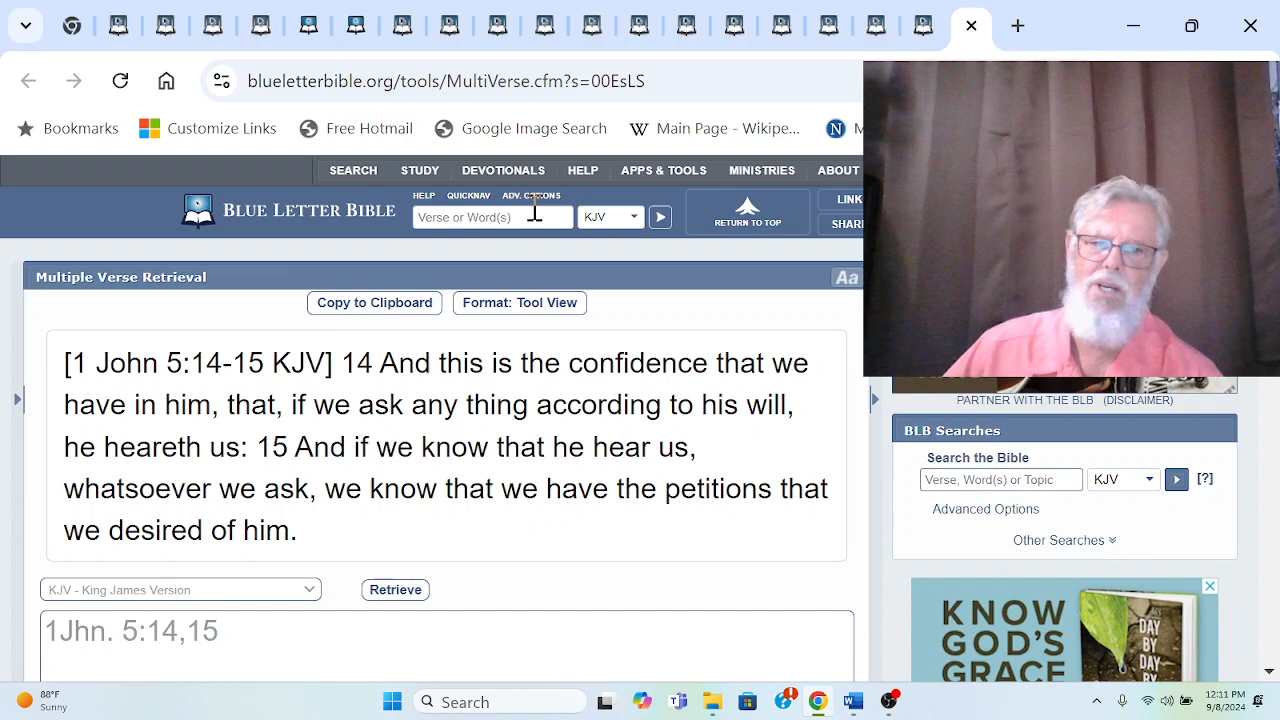 blueletterbible.org/tools/MultiVerse.cfm?s=00EsLS
Bookmarks Customize Links Free Hotmail Google Image Search Main Page - Wikipe...
SEARCH STUDY DEVOTIONALS HELP APPS & TOOLS MINISTRIES ABOUT
HELP QUICKNAV
BLUE LETTER BIBLE
Verse or Word(s) KJV
RETURN TO TOP
LINK
SHAR
Multiple Verse Retrieval Aa
Copy to Clipboard Format: Tool View
[1 John 5:14-15 KJV] 14 And this is the confidence that we
have in him, that, if we ask any thing according to his will,
he heareth us: 15 And if we know that he hear us,
whatsoever we ask, we know that we have the petitions that
we desired of him.
KJV - King James Version Retrieve
1Jhn. 5:14,15
PARTNER WITH THE BLB (DISCLAIMER)
BLB Searches
Search the Bible
Verse, Word(s) or Topic KJV [?]
Advanced Options
Other Searches
KNOW
GOD'S
GRACE
DAY
BY
DAY
88°F
Sunny
Search
12:11 PM
9/8/2024